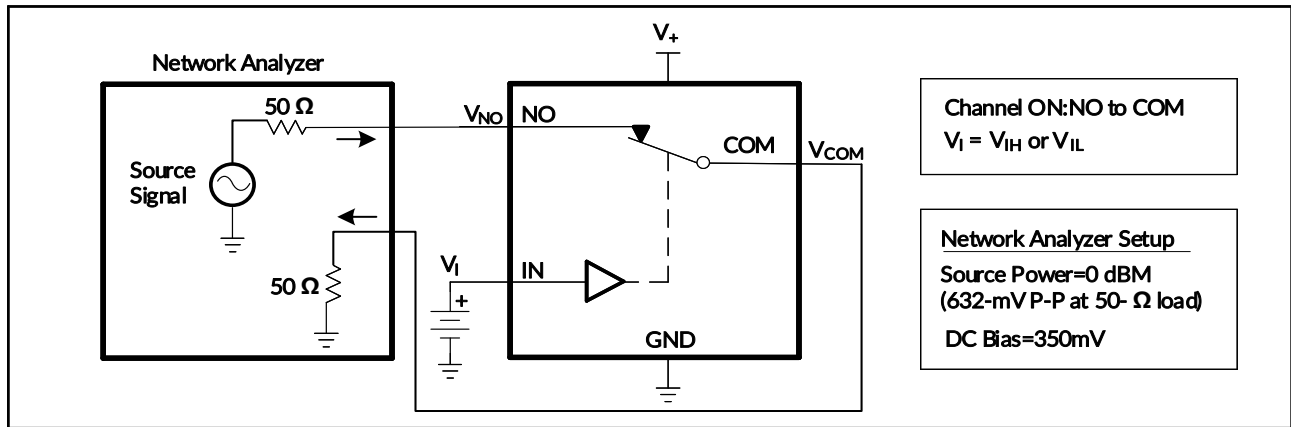 Network Analyzer
50 Ω
Source
Signal
50 Ω
V+
VNO
NO
COM
VCOM
VI
IN
+
GND
Channel ON:NO to COM
VI = VIH or VIL
Network Analyzer Setup
Source Power=0 dBM
(632-mV P-P at 50- Ω load)
DC Bias=350mV